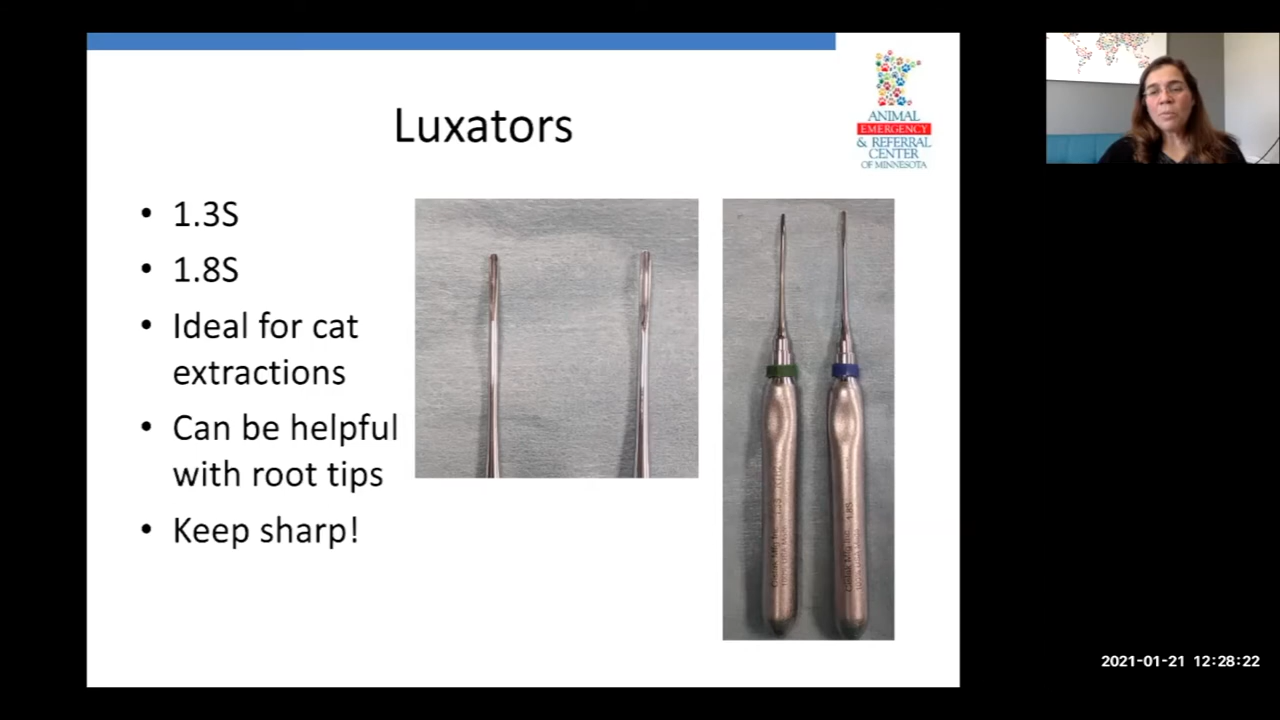 Luxators
ANIMAL
EMERGENCY
& REFERRAL
CENTER
OF MINNESOTA
• 1.3S
• 1.8S
• Ideal for cat
extractions
• Can be helpful
with root tips
• Keep sharp!
2021-01-21 12:28:22